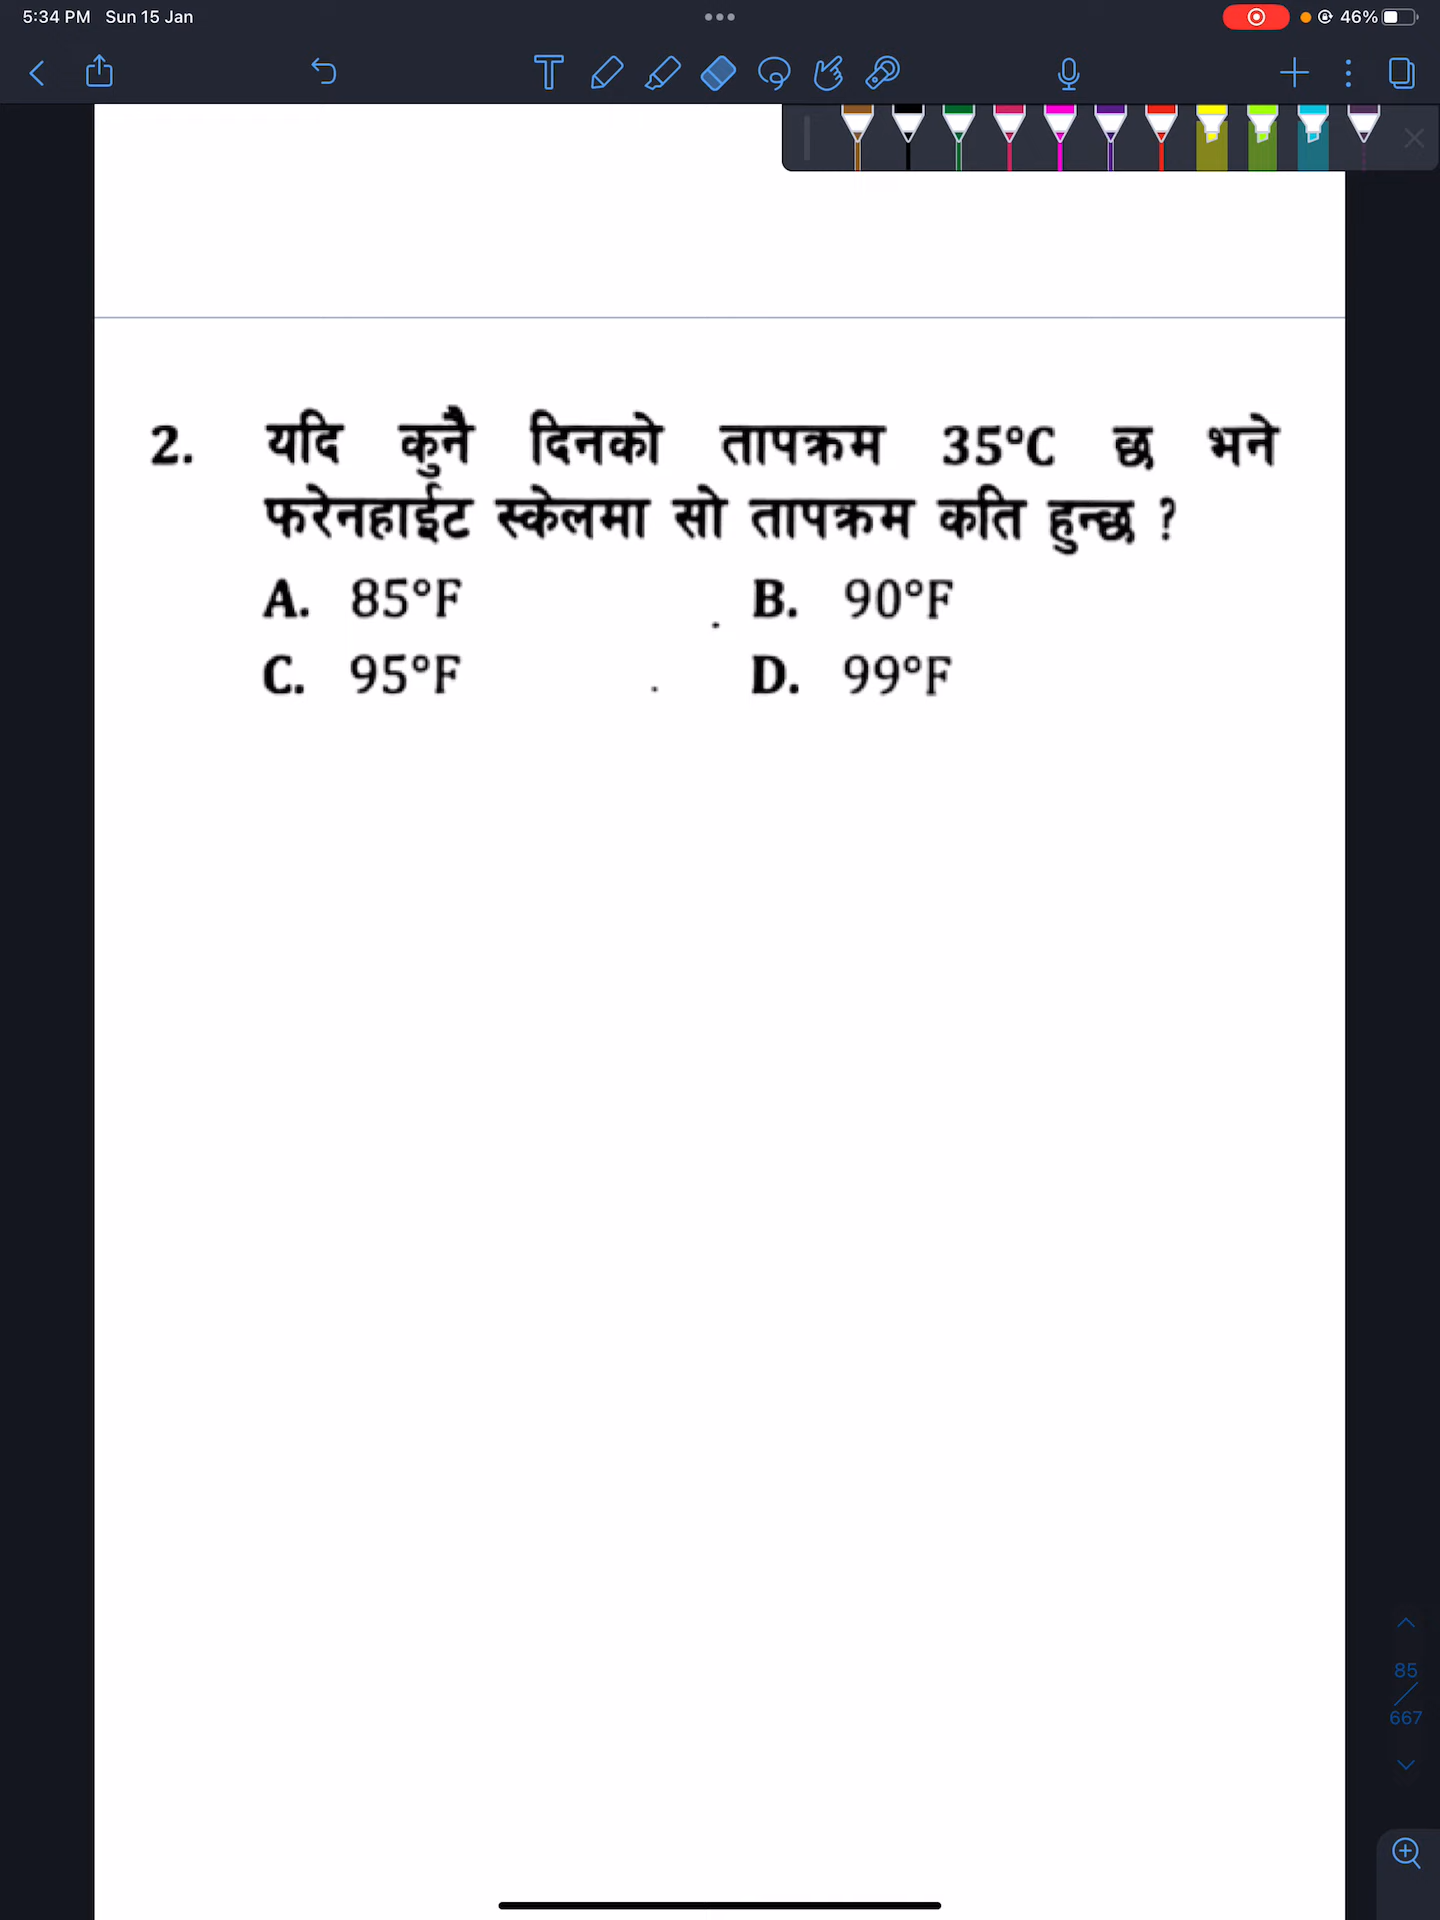 5:34 PM Sun 15 Jan
46%
2. यदि कुनै दिनको तापक्रम 35°C छ भने
फरेनहाईट स्केलमा सो तापक्रम कति हुन्छ ?
A. 85°F B. 90°F
C. 95°F D. 99°F
85
667